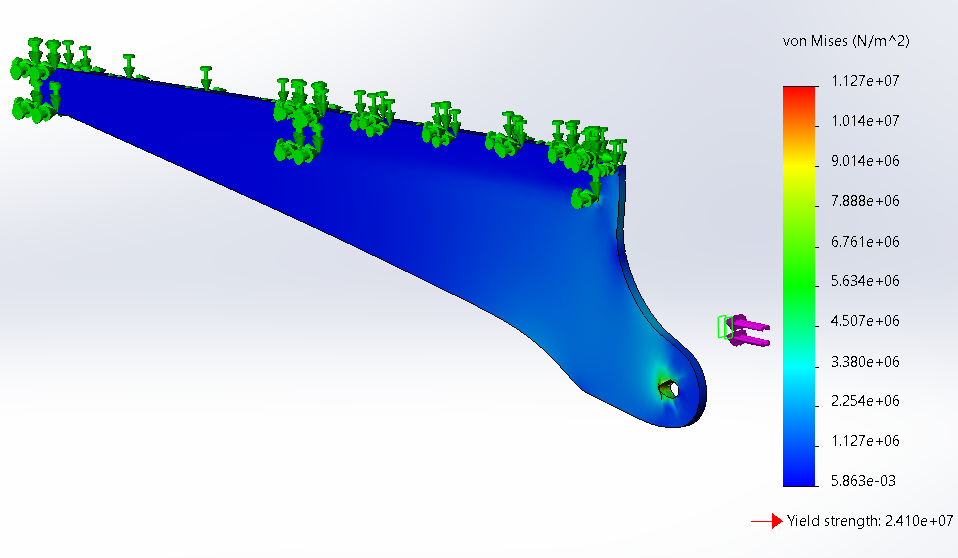 von Mises (N/m^2)
1.127e+07
1.014e+07
9.014e+06
7.888e+06
6.761e+06
5.634e+06
4.507e+06
3.380e+06
2.254e+06
1.127e+06
5.863e-03
Yield strength: 2.410e+07